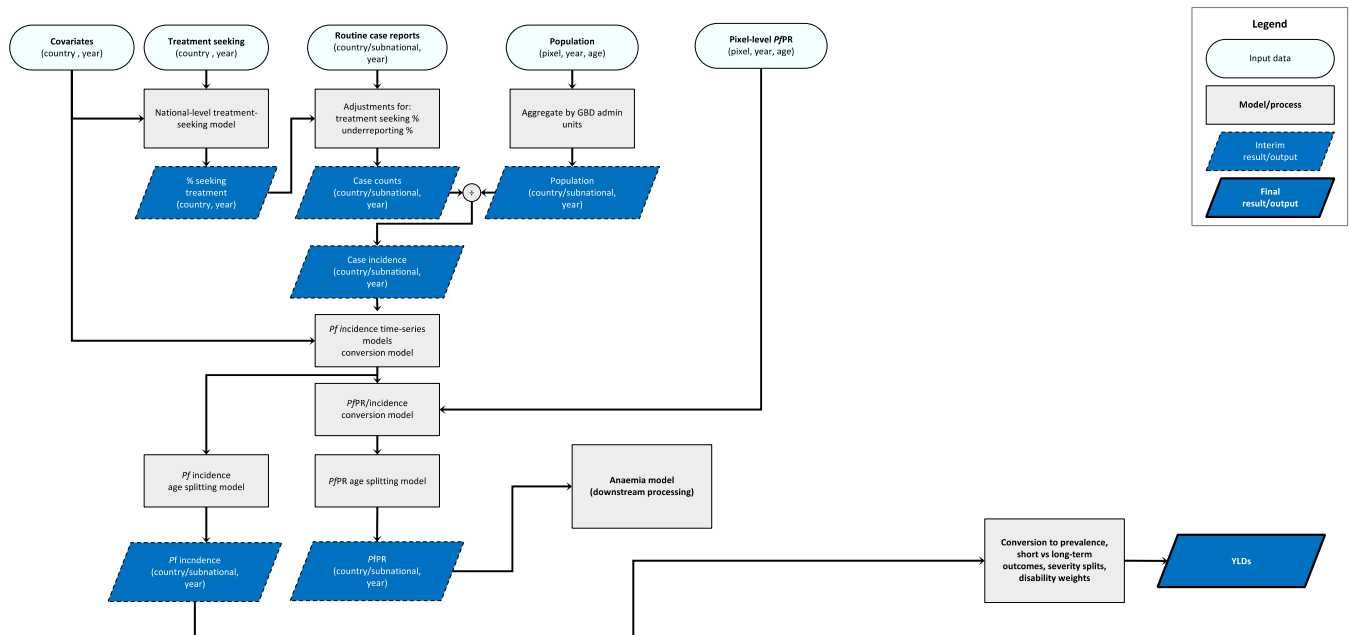 Covariates
(country , year)
Treatment seeking
(country , year)
Routine case reports
(country/subnational,
year)
Population
(pixel, year, age)
Pixel-level PfPR
(pixel, year, age)
Legend
Input data
Model/process
Interim
result/output
Final
result/output
National-level treatment-
seeking model
Adjustments for:
treatment seeking %
underreporting %
Aggregate by GBD admin
units
% seeking
treatment
(country, year)
Case counts
(country/subnational,
year)
÷
Population
(country/subnational,
year)
Case incidence
(country/subnational,
year)
Pf incidence time-series
models
conversion model
PfPR/incidence
conversion model
Pf incidence
age splitting model
PfPR age splitting model
Anaemia model
(downstream processing)
Pf incndence
(country/subnational,
year)
PfPR
(country/subnational,
year)
Conversion to prevalence,
short vs long-term
outcomes, severity splits,
disability weights
YLDs